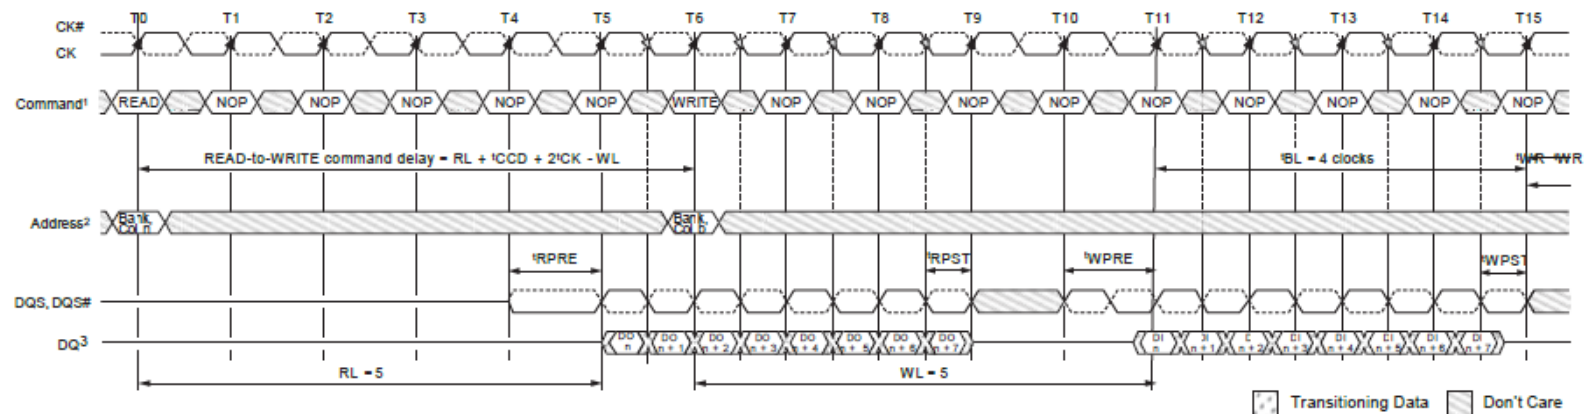 T0 T1 T2 T3 T4 T5 T6 T7 T8 T9 T10 T11 T12 T13 T14 T15
CK#
CK
Command¹ READ NOP NOP NOP NOP NOP WRITE NOP NOP NOP NOP NOP NOP NOP NOP NOP
READ-to-WRITE command delay = RL + tCCD + 2tCK - WL tBL = 4 clocks tWR tWR
Address² Bank, Col n Bank, Col b
tRPRE tRPST tWPRE tWPST
DQS, DQS#
DQ³ DO n DO n + 1 DO n + 2 DO n + 3 DO n + 4 DO n + 5 DO n + 6 DO n + 7 DI n DI n + 1 DI n + 2 DI n + 3 DI n + 4 DI n + 5 DI n + 6 DI n + 7
RL = 5 WL = 5
Transitioning Data Don't Care